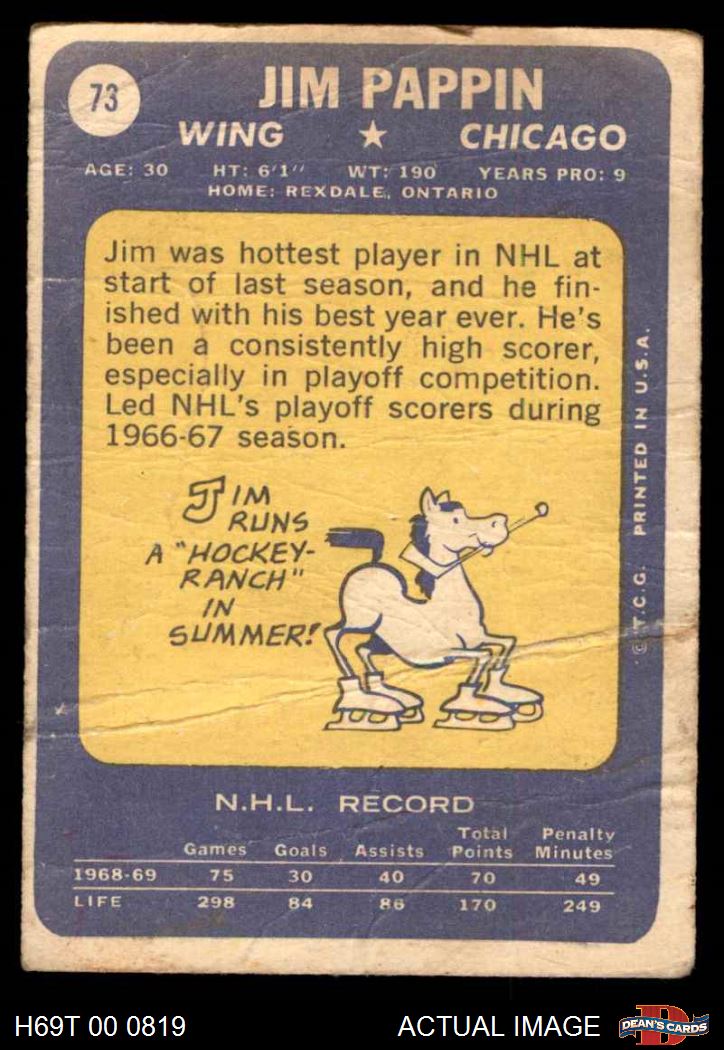 73
JIM PAPPIN
WING ★ CHICAGO
AGE: 30 HT: 6'1" WT: 190 YEARS PRO: 9
HOME: REXDALE, ONTARIO
Jim was hottest player in NHL at
start of last season, and he fin-
ished with his best year ever. He's
been a consistently high scorer,
especially in playoff competition.
Led NHL's playoff scorers during
1966-67 season.
JIM
RUNS
A "HOCKEY-
RANCH"
IN
SUMMER!
© T.C.G. PRINTED IN U.S.A.
N.H.L. RECORD
Games Goals Assists Total Points Penalty Minutes
1968-69 75 30 40 70 49
LIFE 298 84 86 170 249
H69T 00 0819 ACTUAL IMAGE
D DEAN'S CARDS